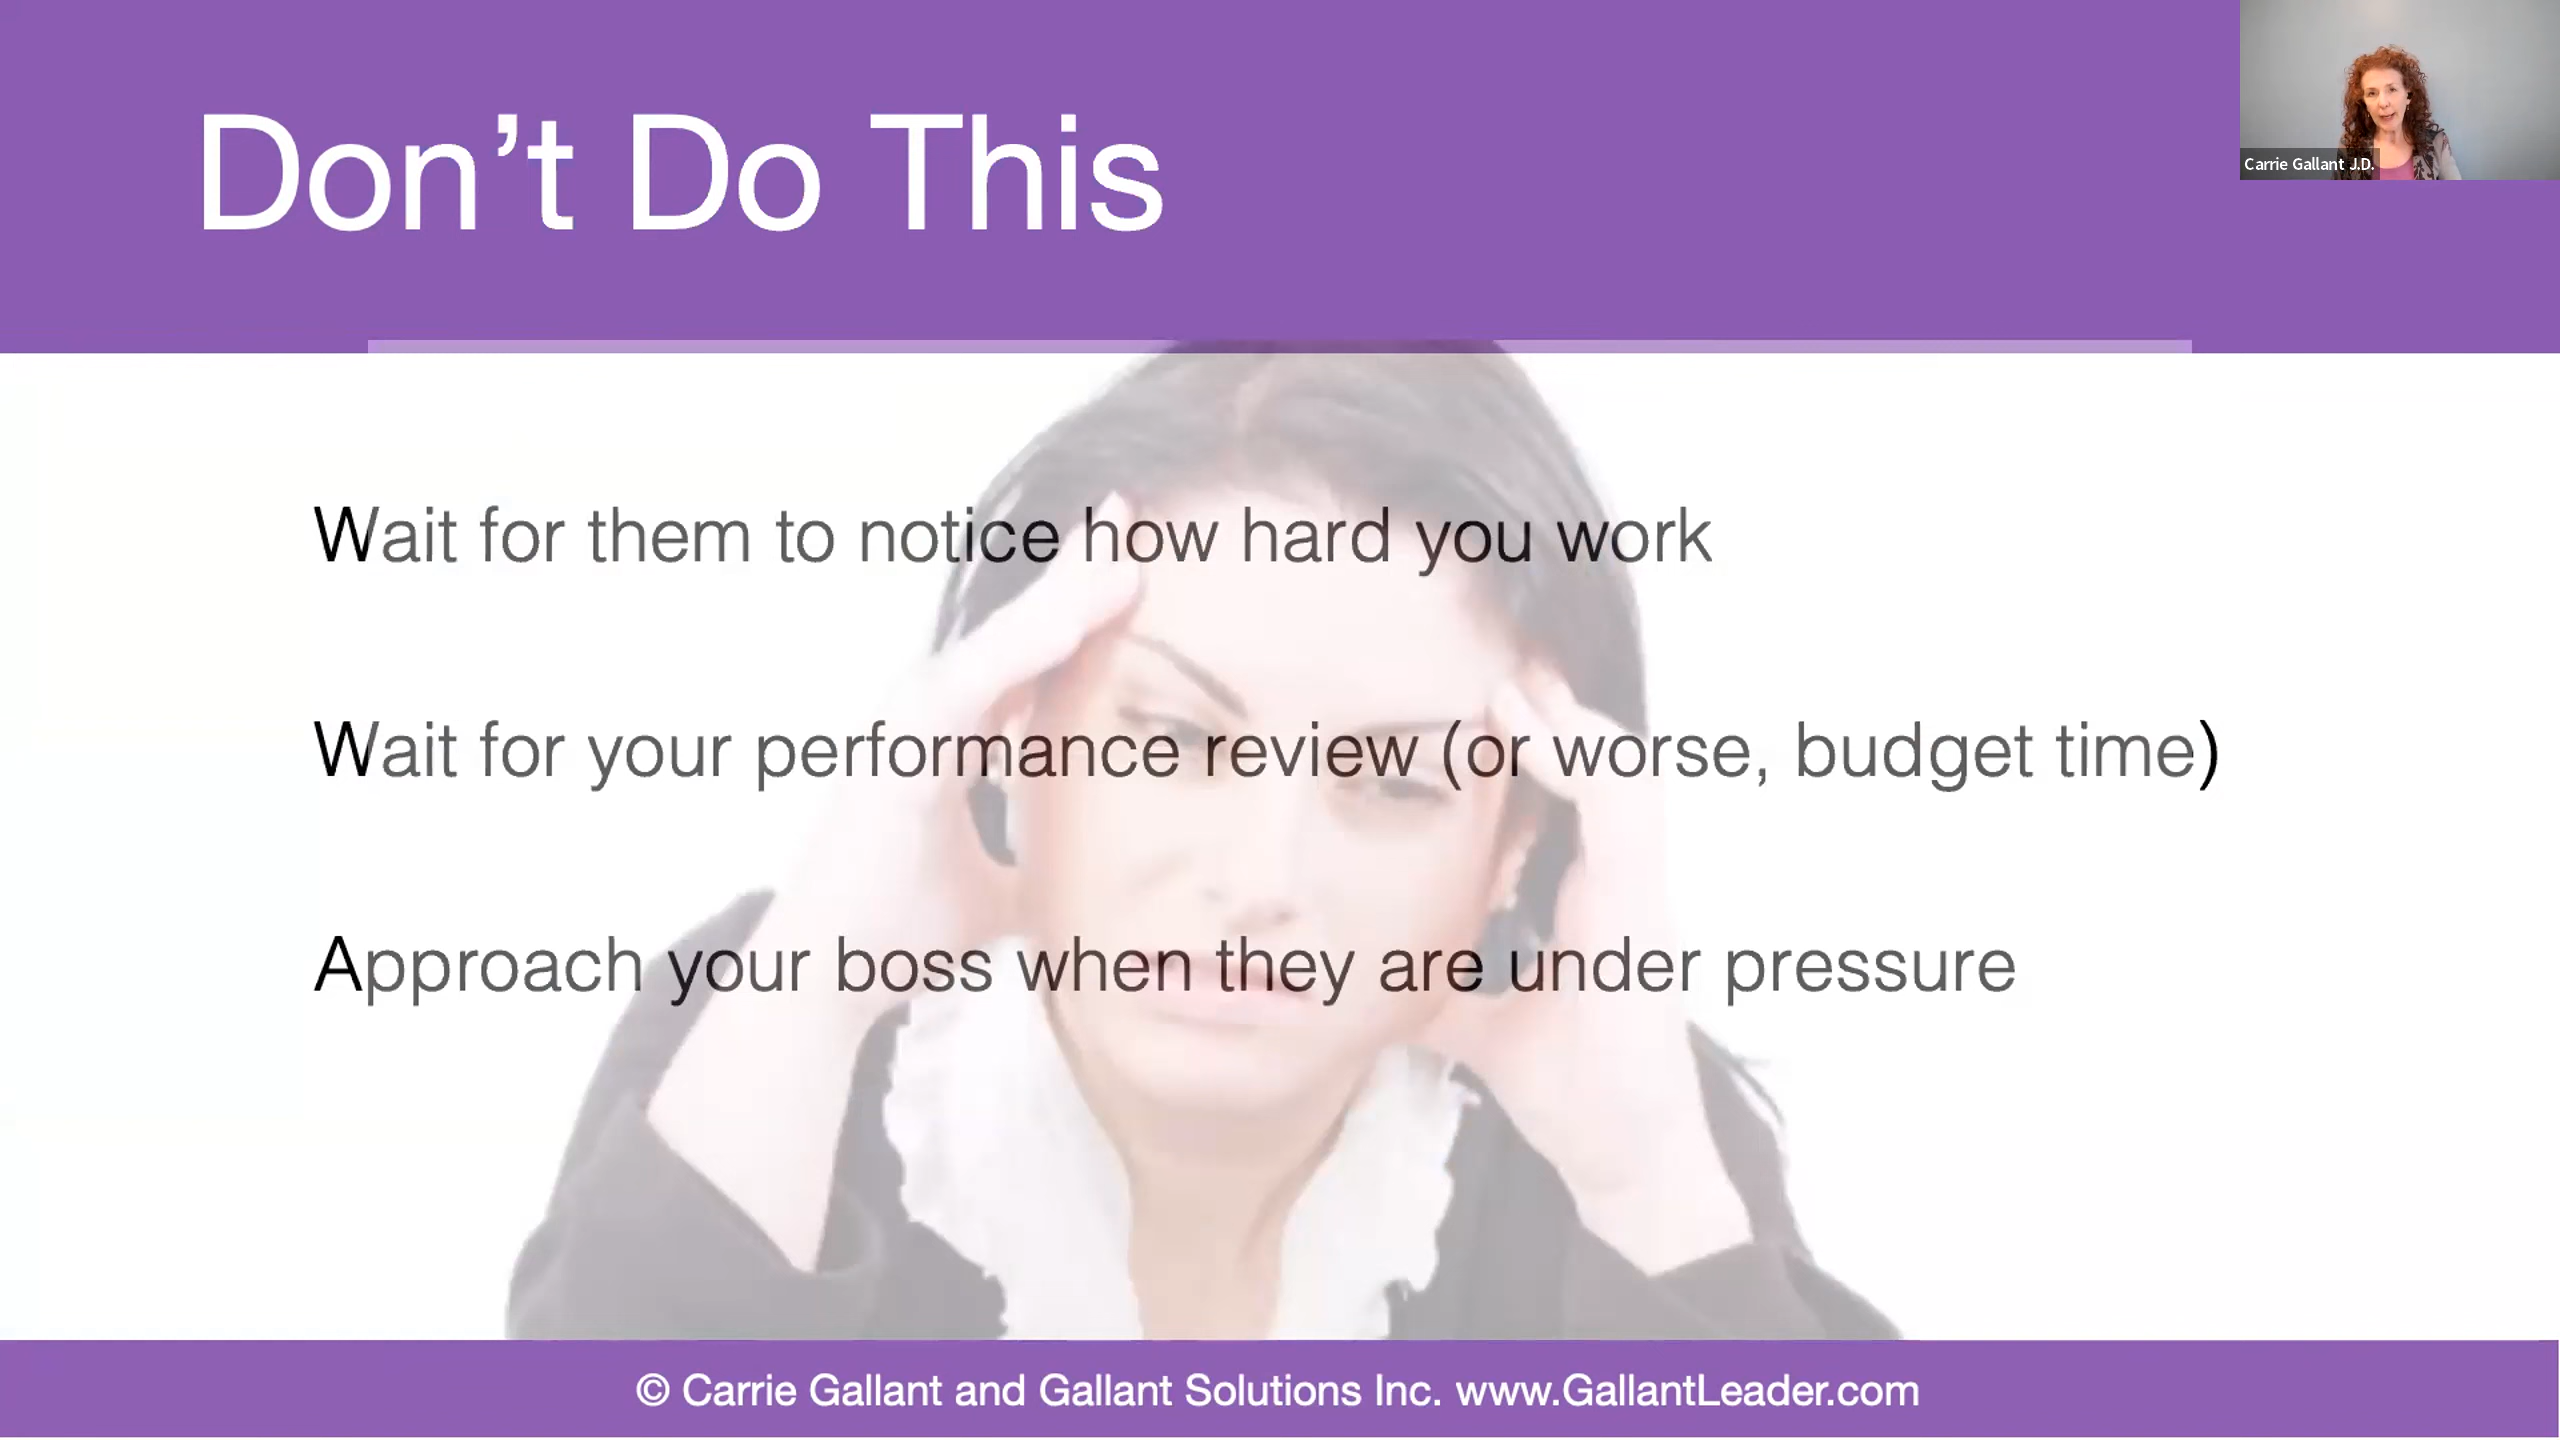 Don’t Do This
Carrie Gallant J.D.
Wait for them to notice how hard you work
Wait for your performance review (or worse, budget time)
Approach your boss when they are under pressure
© Carrie Gallant and Gallant Solutions Inc. www.GallantLeader.com